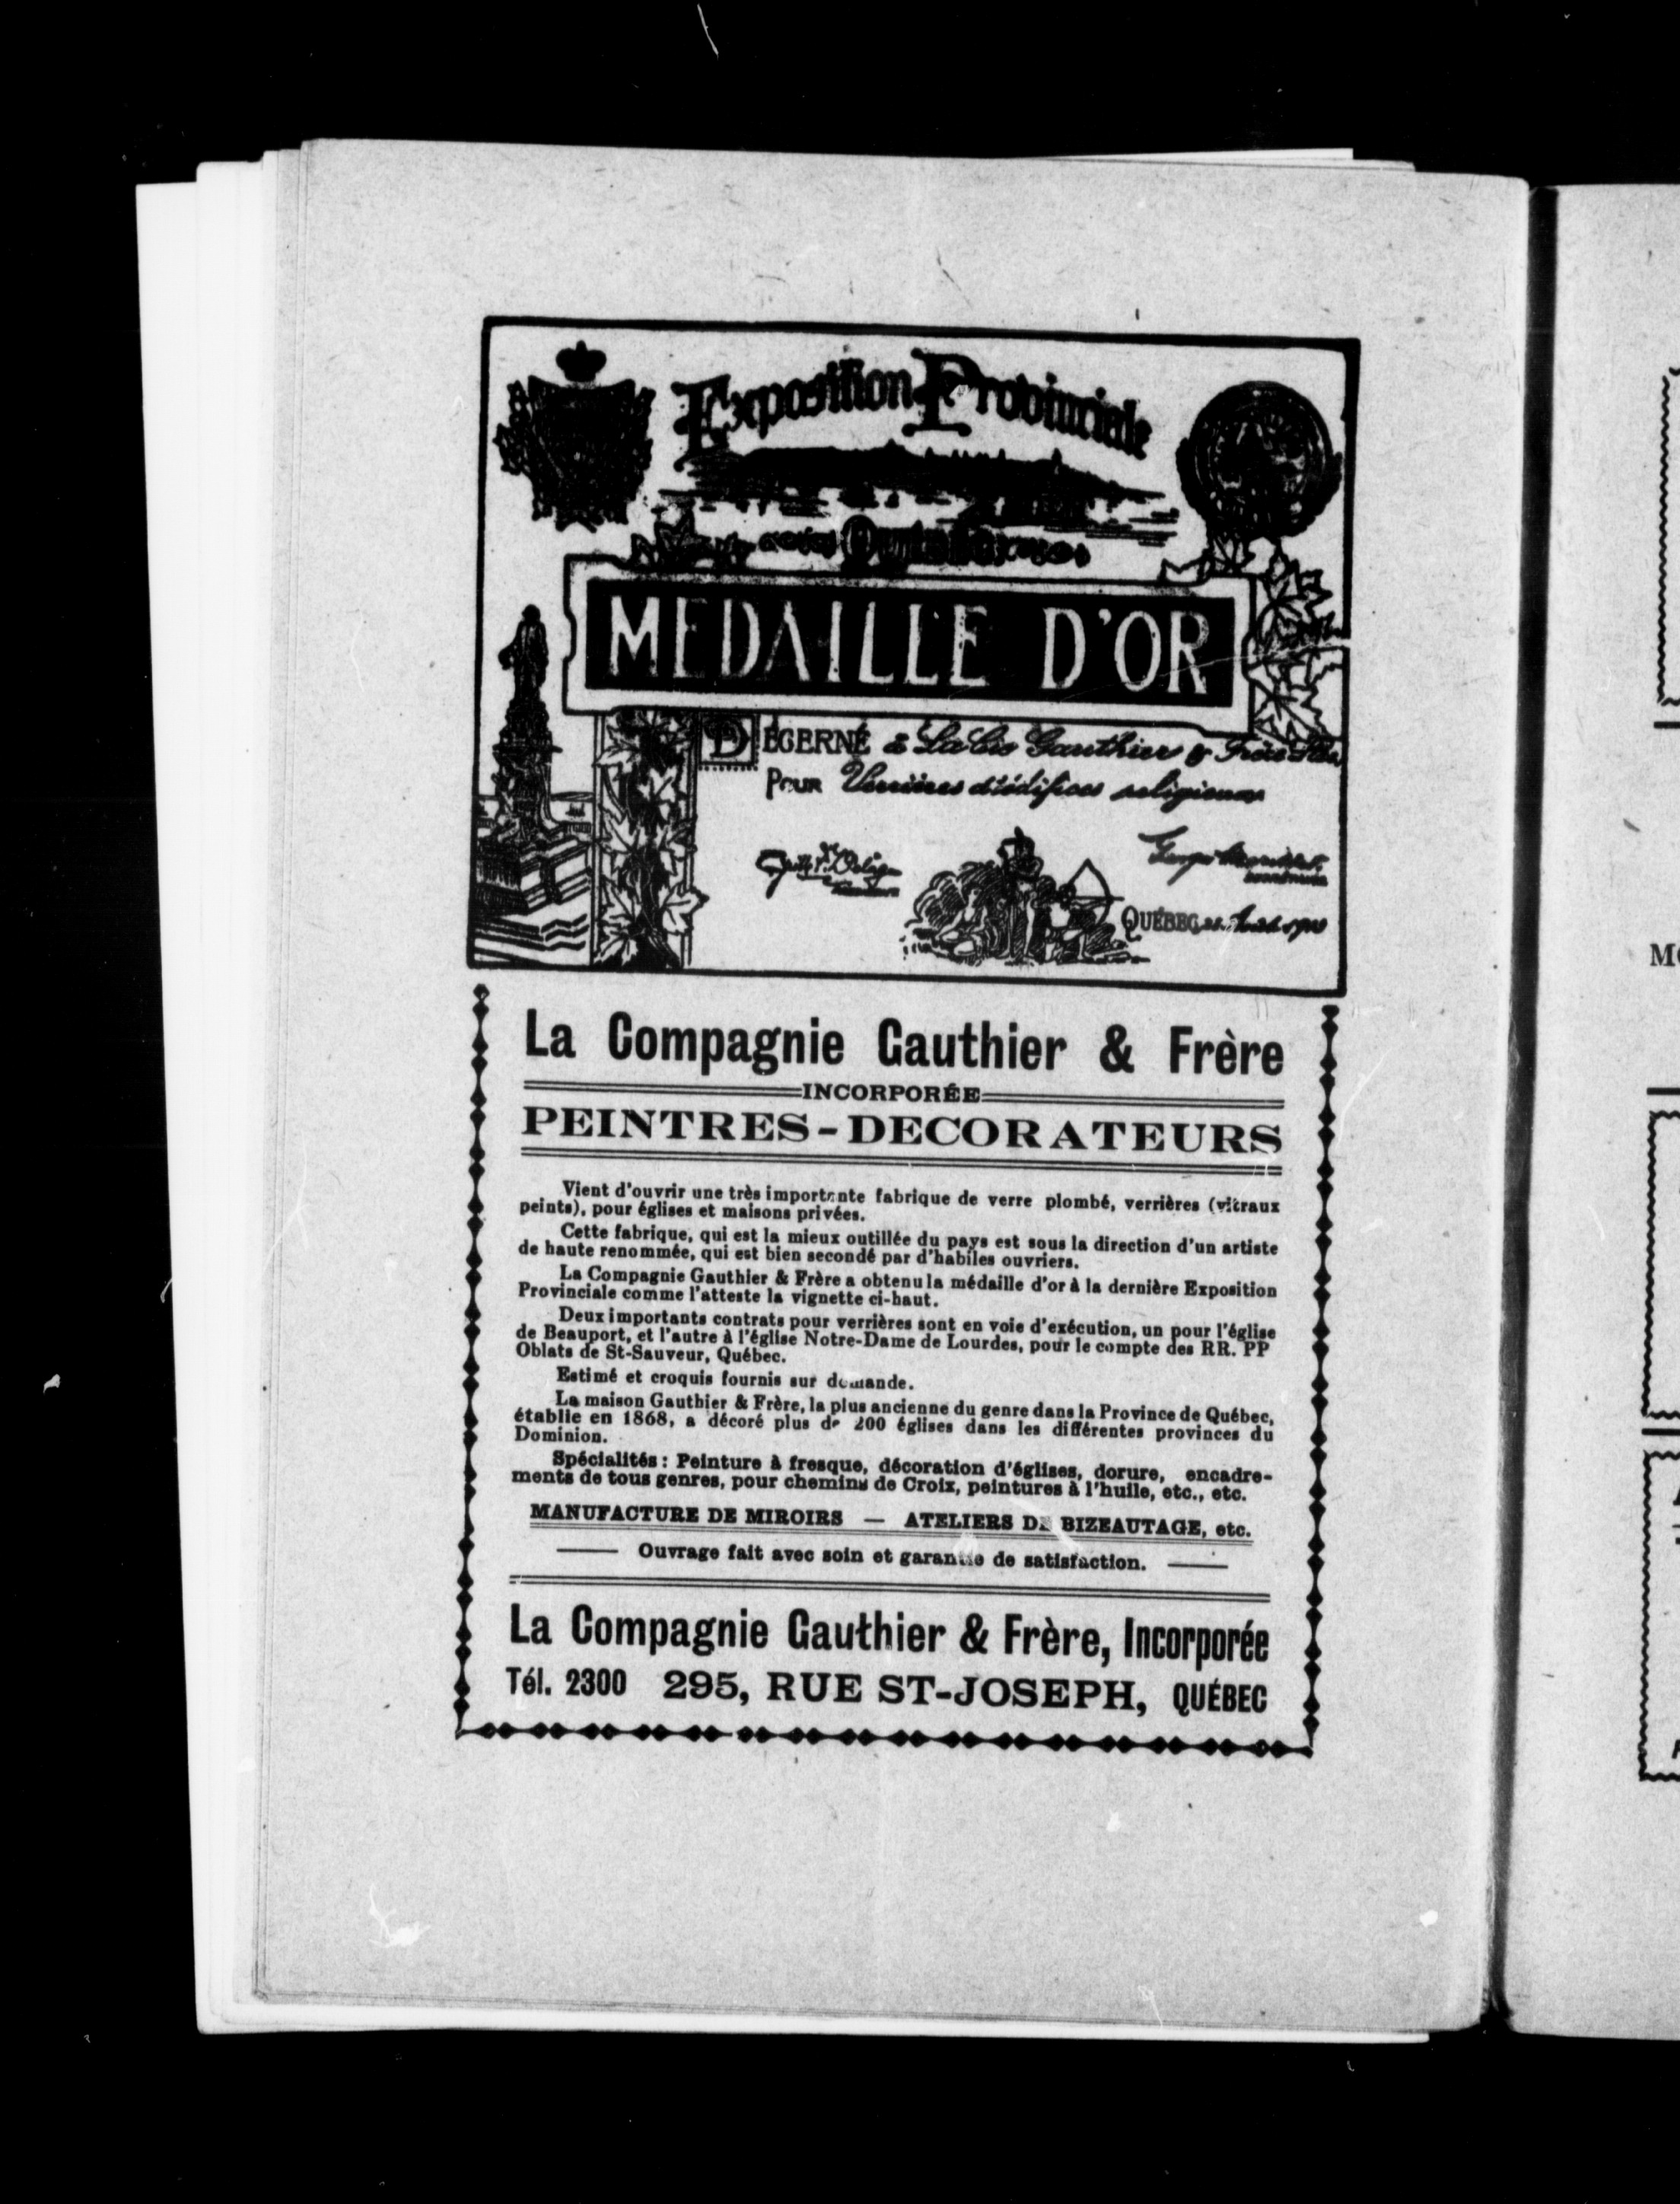 Exposition Provinciale
Québec
MEDAILLE D'OR
DÉCERNÉ à La Cie Gauthier & Frère
POUR Verrières d'édifices religieux
QUÉBEC
La Compagnie Gauthier & Frère
INCORPORÉE
PEINTRES-DECORATEURS
Vient d'ouvrir une très importante fabrique de verre plombé, verrières (vitraux
peints), pour églises et maisons privées.
Cette fabrique, qui est la mieux outillée du pays est sous la direction d'un artiste
de haute renommée, qui est bien secondé par d'habiles ouvriers.
La Compagnie Gauthier & Frère a obtenu la médaille d'or à la dernière Exposition
Provinciale comme l'atteste la vignette ci-haut.
Deux importants contrats pour verrières sont en voie d'exécution, un pour l'église
de Beauport, et l'autre à l'église Notre-Dame de Lourdes, pour le compte des RR. PP
Oblats de St-Sauveur, Québec.
Estimé et croquis fournis sur demande.
La maison Gauthier & Frère, la plus ancienne du genre dans la Province de Québec,
établie en 1868, a décoré plus de 200 églises dans les différentes provinces du
Dominion.
Spécialités : Peinture à fresque, décoration d'églises, dorure, encadre-
ments de tous genres, pour chemins de Croix, peintures à l'huile, etc., etc.
MANUFACTURE DE MIROIRS — ATELIERS DE BIZEAUTAGE, etc.
Ouvrage fait avec soin et garantie de satisfaction.
La Compagnie Gauthier & Frère, Incorporée
Tél. 2300 295, RUE ST-JOSEPH, QUÉBEC